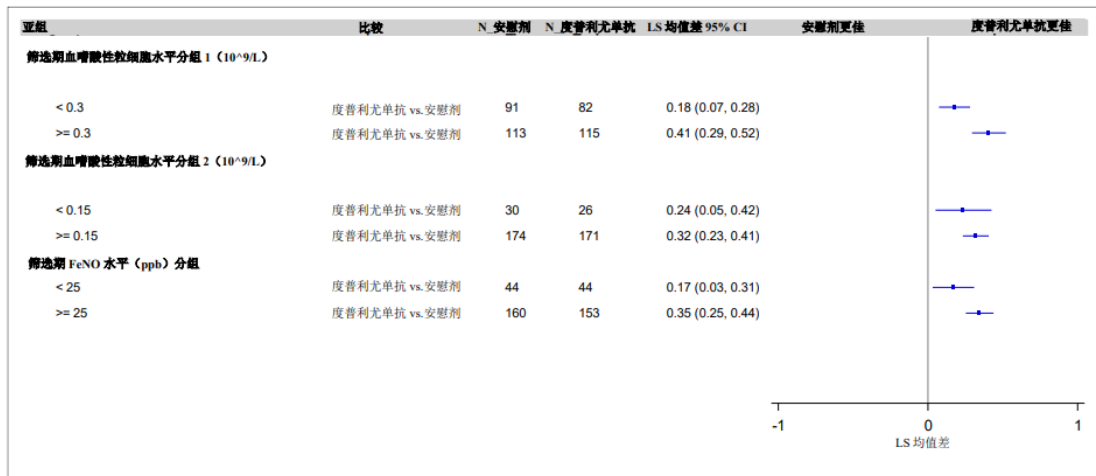 亚组 比较 N_安慰剂 N_度普利尤单抗 LS 均值差 95% CI 安慰剂更佳 度普利尤单抗更佳
筛选期血嗜酸性粒细胞水平分组 1（10^9/L）
< 0.3 度普利尤单抗 vs. 安慰剂 91 82 0.18 (0.07, 0.28)
>= 0.3 度普利尤单抗 vs. 安慰剂 113 115 0.41 (0.29, 0.52)
筛选期血嗜酸性粒细胞水平分组 2（10^9/L）
< 0.15 度普利尤单抗 vs. 安慰剂 30 26 0.24 (0.05, 0.42)
>= 0.15 度普利尤单抗 vs. 安慰剂 174 171 0.32 (0.23, 0.41)
筛选期 FeNO 水平（ppb）分组
< 25 度普利尤单抗 vs. 安慰剂 44 44 0.17 (0.03, 0.31)
>= 25 度普利尤单抗 vs. 安慰剂 160 153 0.35 (0.25, 0.44)
-1 0 1
LS 均值差